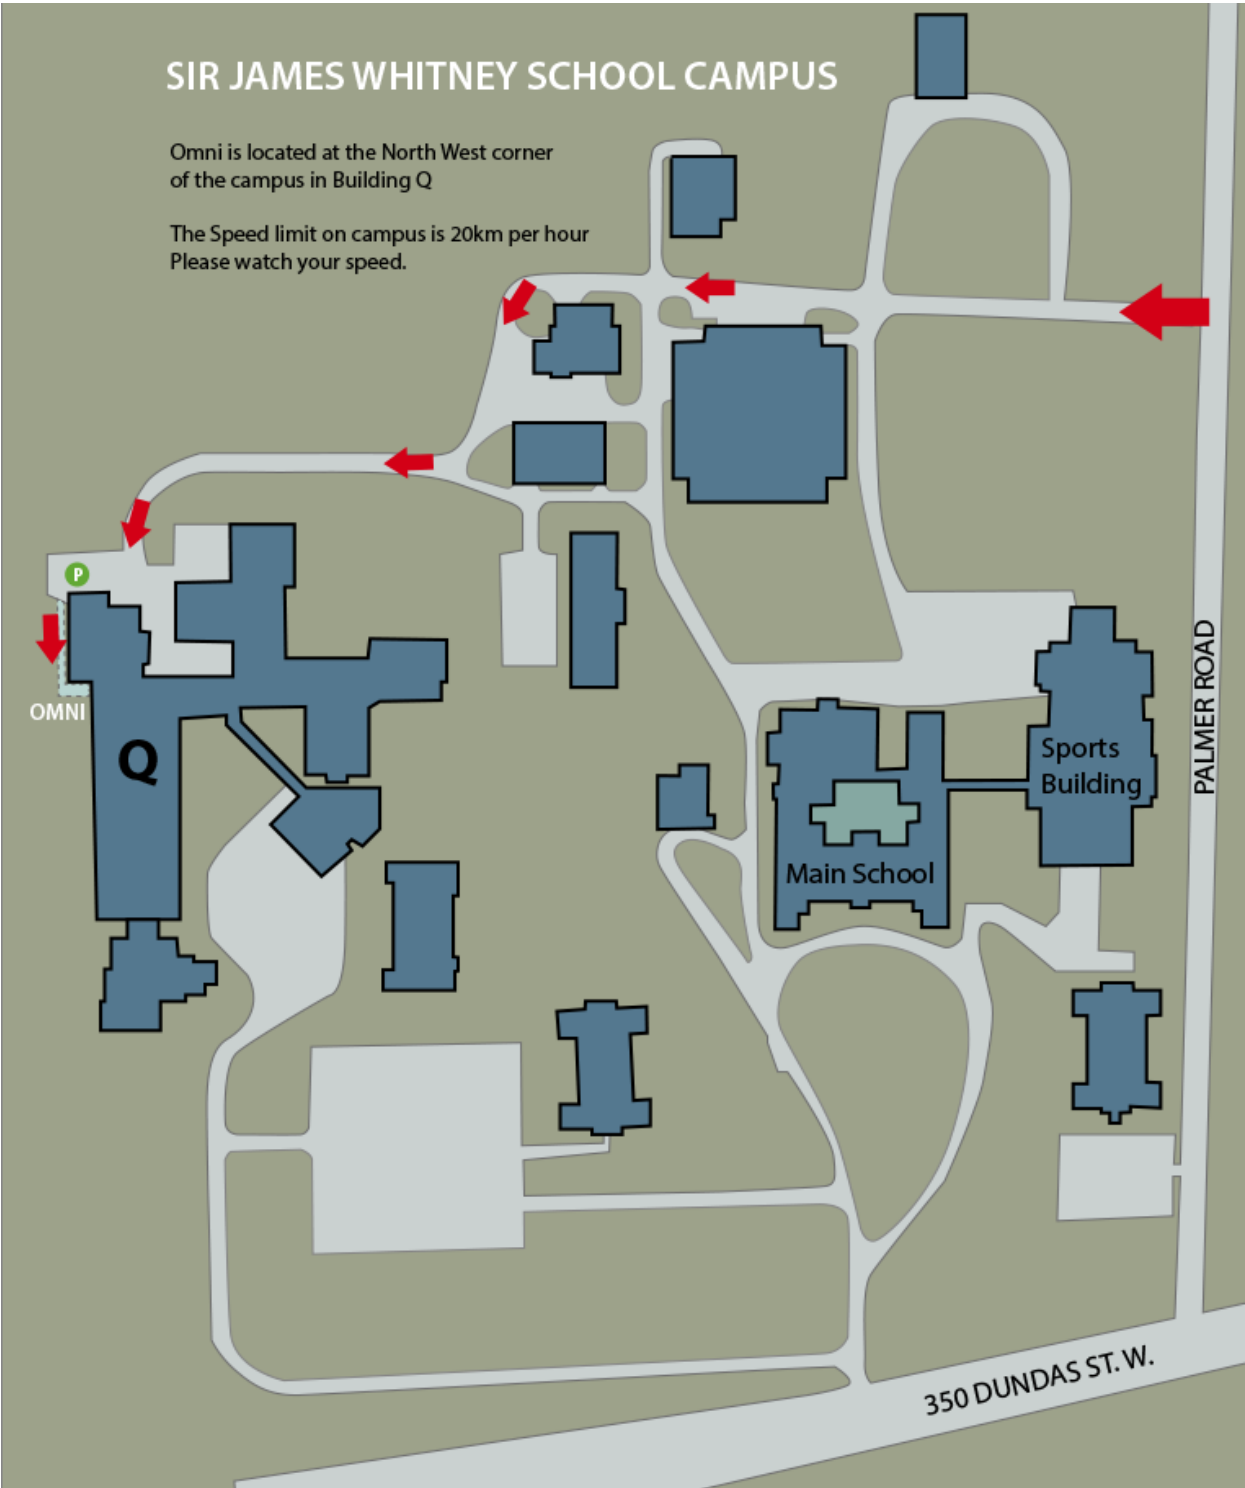 SIR JAMES WHITNEY SCHOOL CAMPUS
Omni is located at the North West corner
of the campus in Building Q
The Speed limit on campus is 20km per hour
Please watch your speed.
P
OMNI
Q
Sports
Building
Main School
PALMER ROAD
350 DUNDAS ST. W.